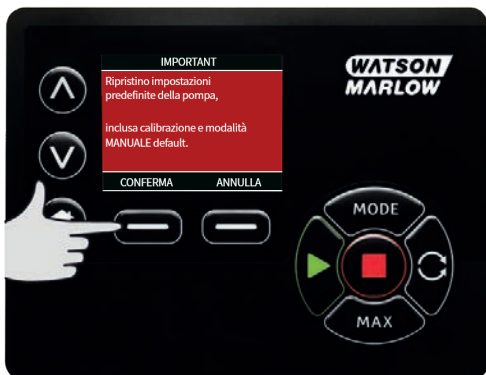 IMPORTANT
Ripristino impostazioni
predefinite della pompa,
inclusa calibrazione e modalità
MANUALE default.
CONFERMA ANNULLA
WATSON
MARLOW
MODE
MAX